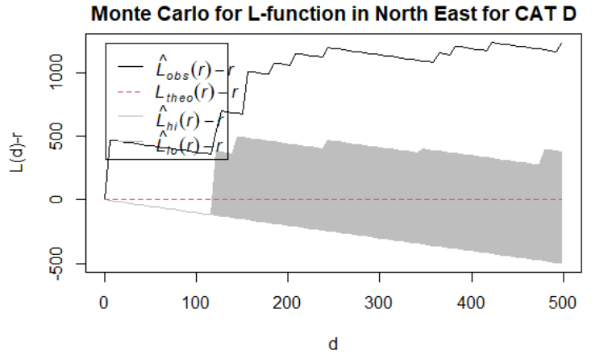 Monte Carlo for L-function in North East for CAT D
L̂obs(r) − r
Ltheo(r) − r
L̂hi(r) − r
L̂lo(r) − r
L(d)-r
1000
500
0
-500
0 100 200 300 400 500
d